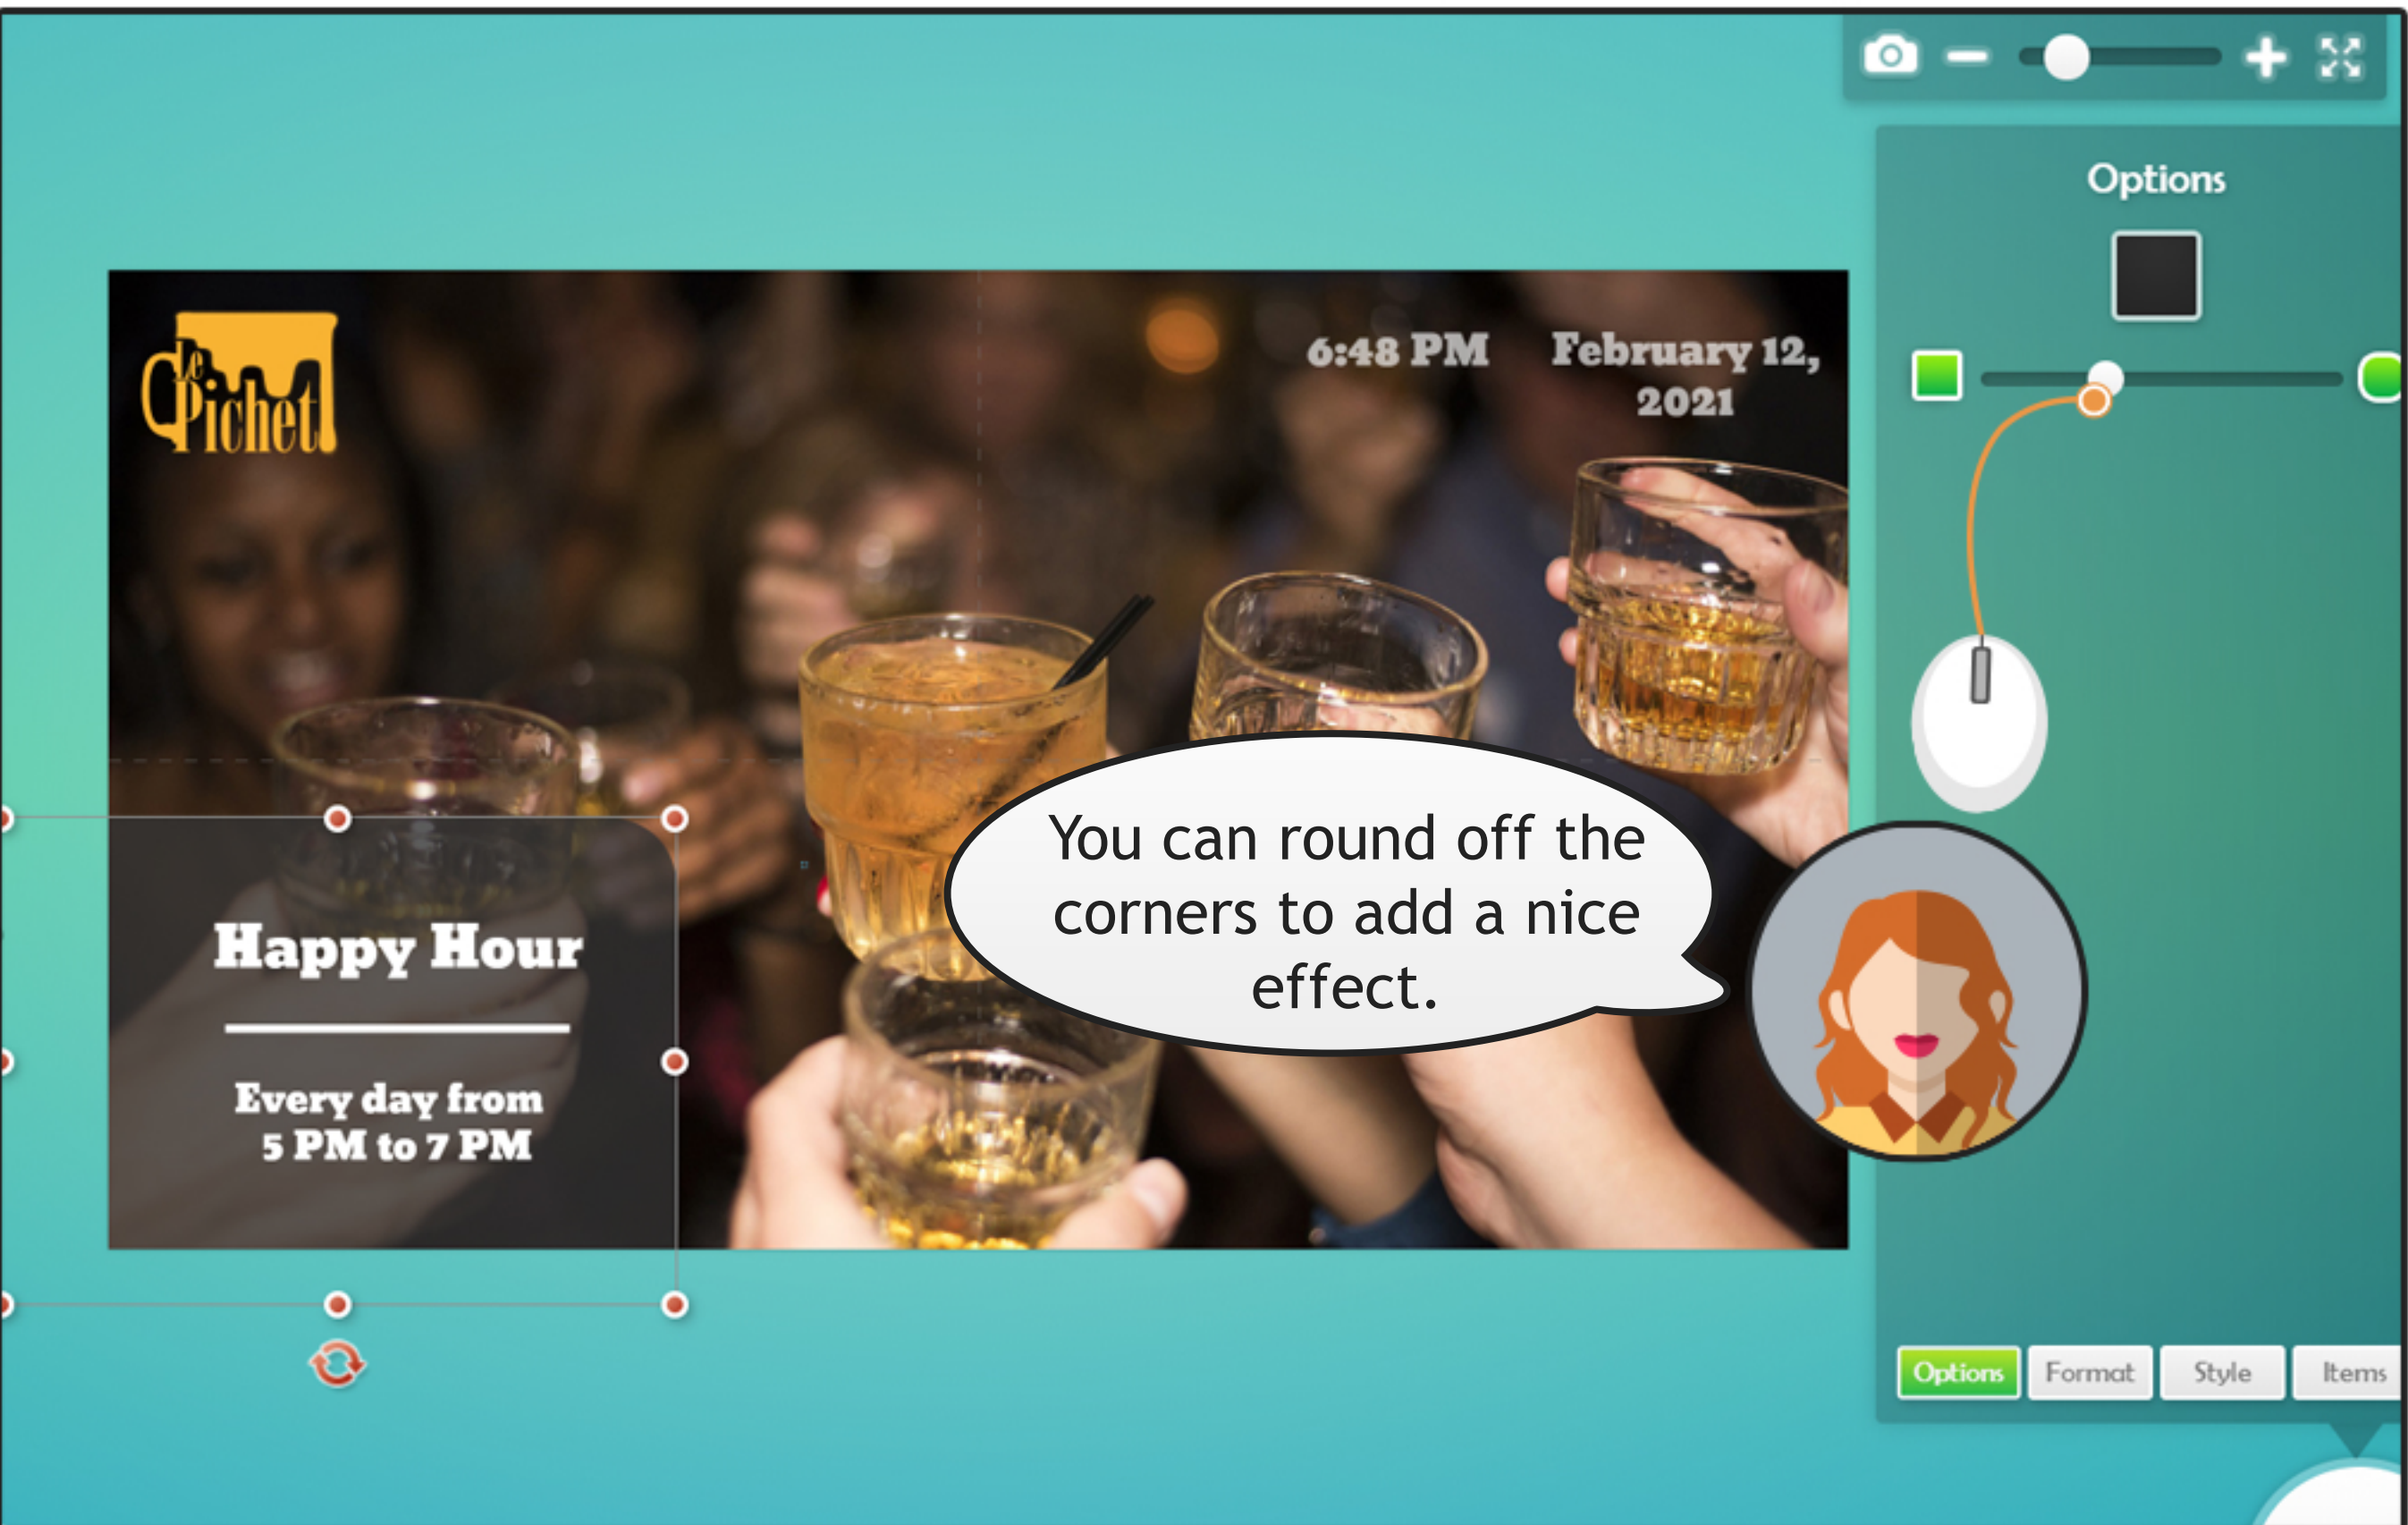 Options
Le
Pichet
6:48 PM
February 12,
2021
You can round off the
corners to add a nice
effect.
Happy Hour
Every day from
5 PM to 7 PM
Options
Format
Style
Items